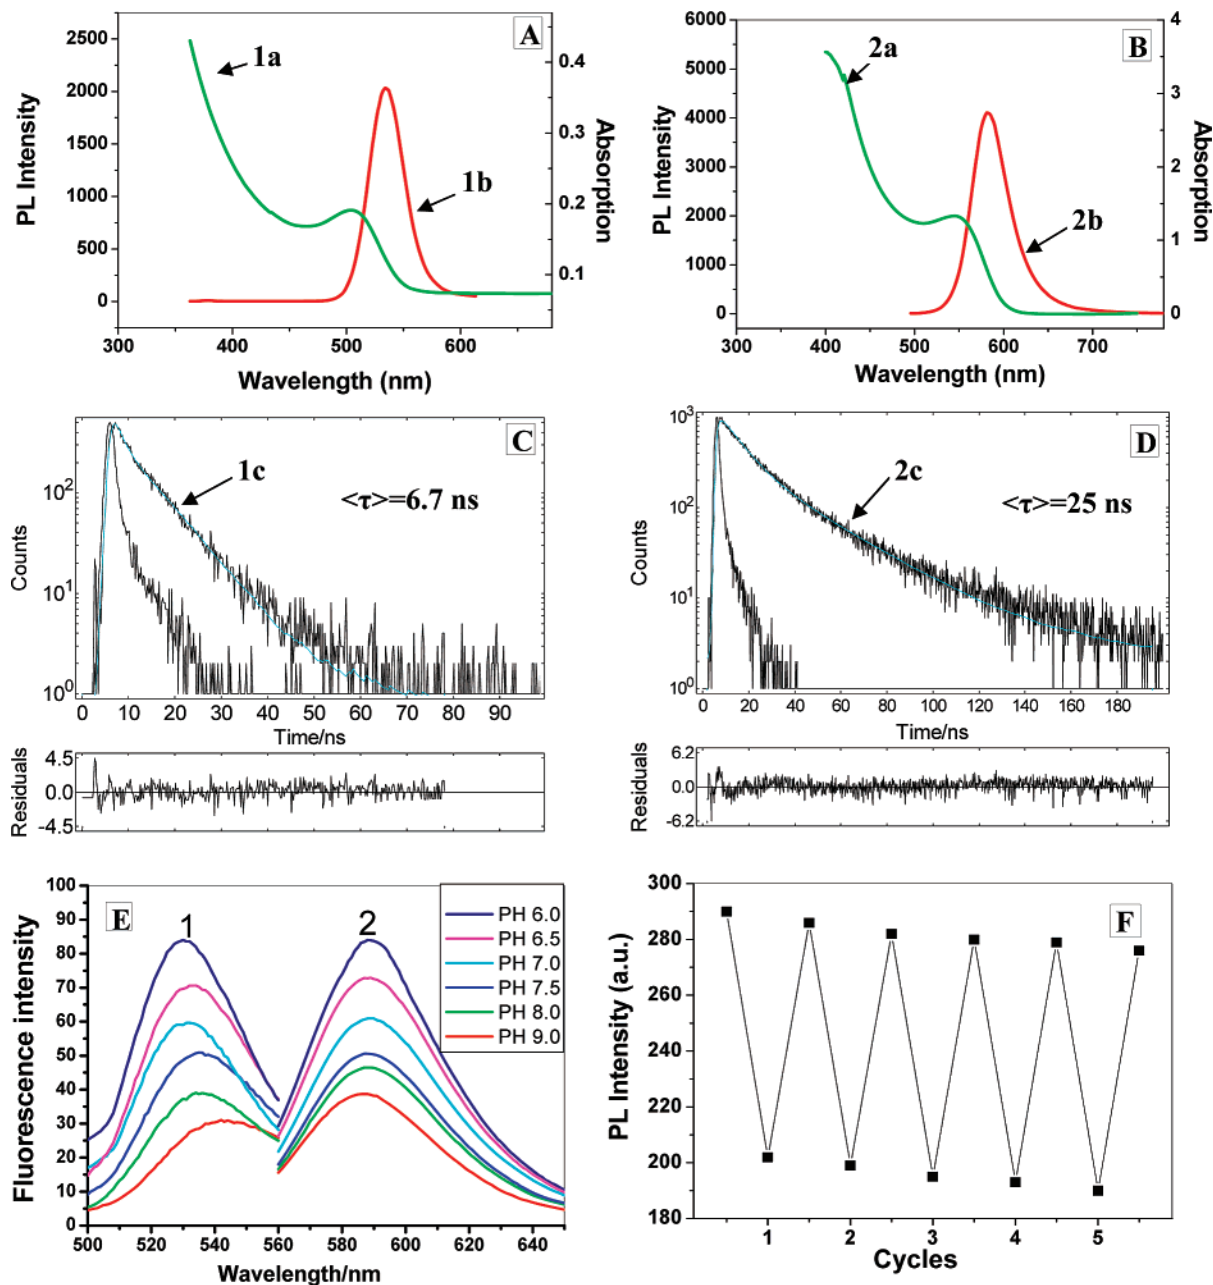 A
1a
1b
PL Intensity
2500
2000
1500
1000
500
0
0.4
0.3
0.2
0.1
Absorption
300 400 500 600
Wavelength (nm)
B
2a
2b
PL Intensity
6000
5500
5000
4500
6000
3500
3000
2500
6000
1500
1000
500
0
4
3
2
1
0
Absorption
300 400 500 600 700
Wavelength (nm)
C
1c
<τ>=6.7 ns
Counts
10²
10¹
10⁰
0 10 20 30 40 50 60 70 80 90
Time/ns
Residuals
4.5
0.0
-4.5
D
2c
<τ>=25 ns
Counts
10³
10²
10¹
10⁰
0 20 40 60 80 100 120 140 160 180
Time/ns
Residuals
6.2
0.0
-6.2
E
1 2
PH 6.0
PH 6.5
PH 7.0
PH 7.5
PH 8.0
PH 9.0
Fluorescence intensity
100
90
80
70
60
50
40
30
20
10
0
500 520 540 560 580 600 620 640
Wavelength/nm
F
PL Intensity (a.u.)
300
280
260
240
220
200
180
1 2 3 4 5
Cycles